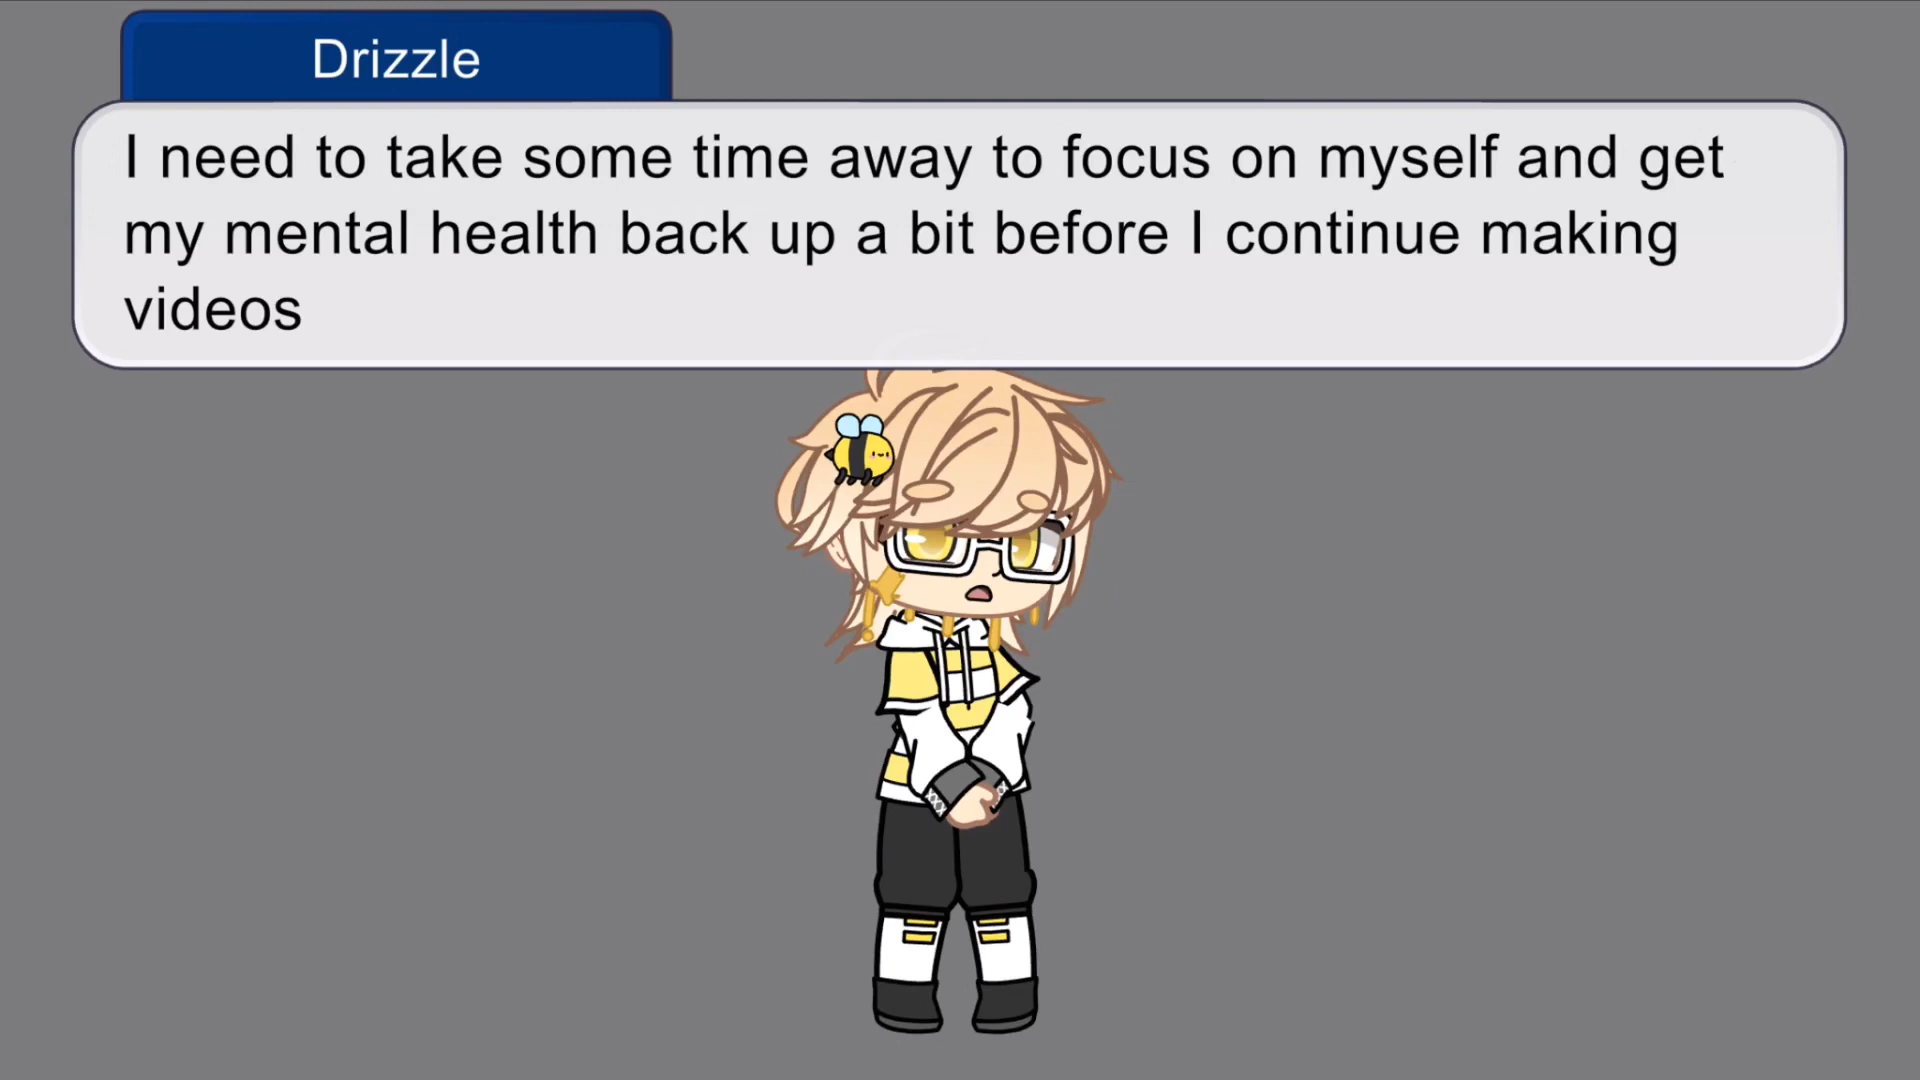 Drizzle
I need to take some time away to focus on myself and get
my mental health back up a bit before I continue making
videos